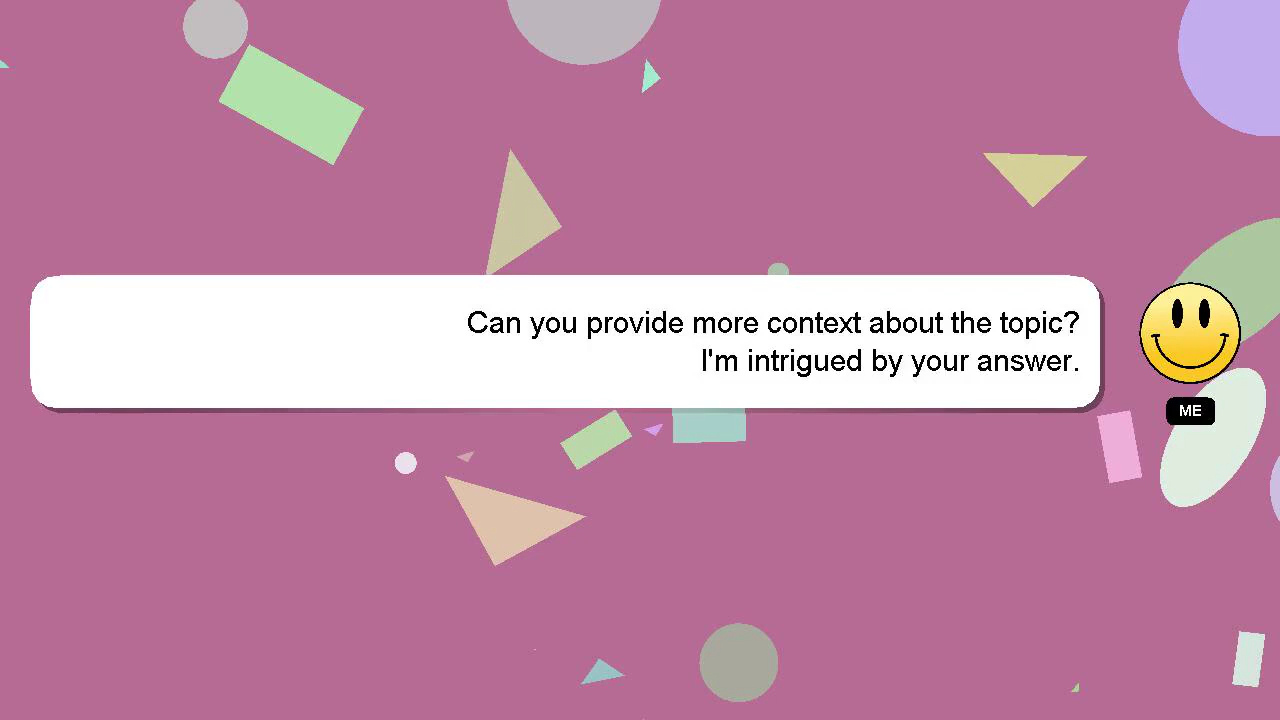 Can you provide more context about the topic?
I'm intrigued by your answer.
ME